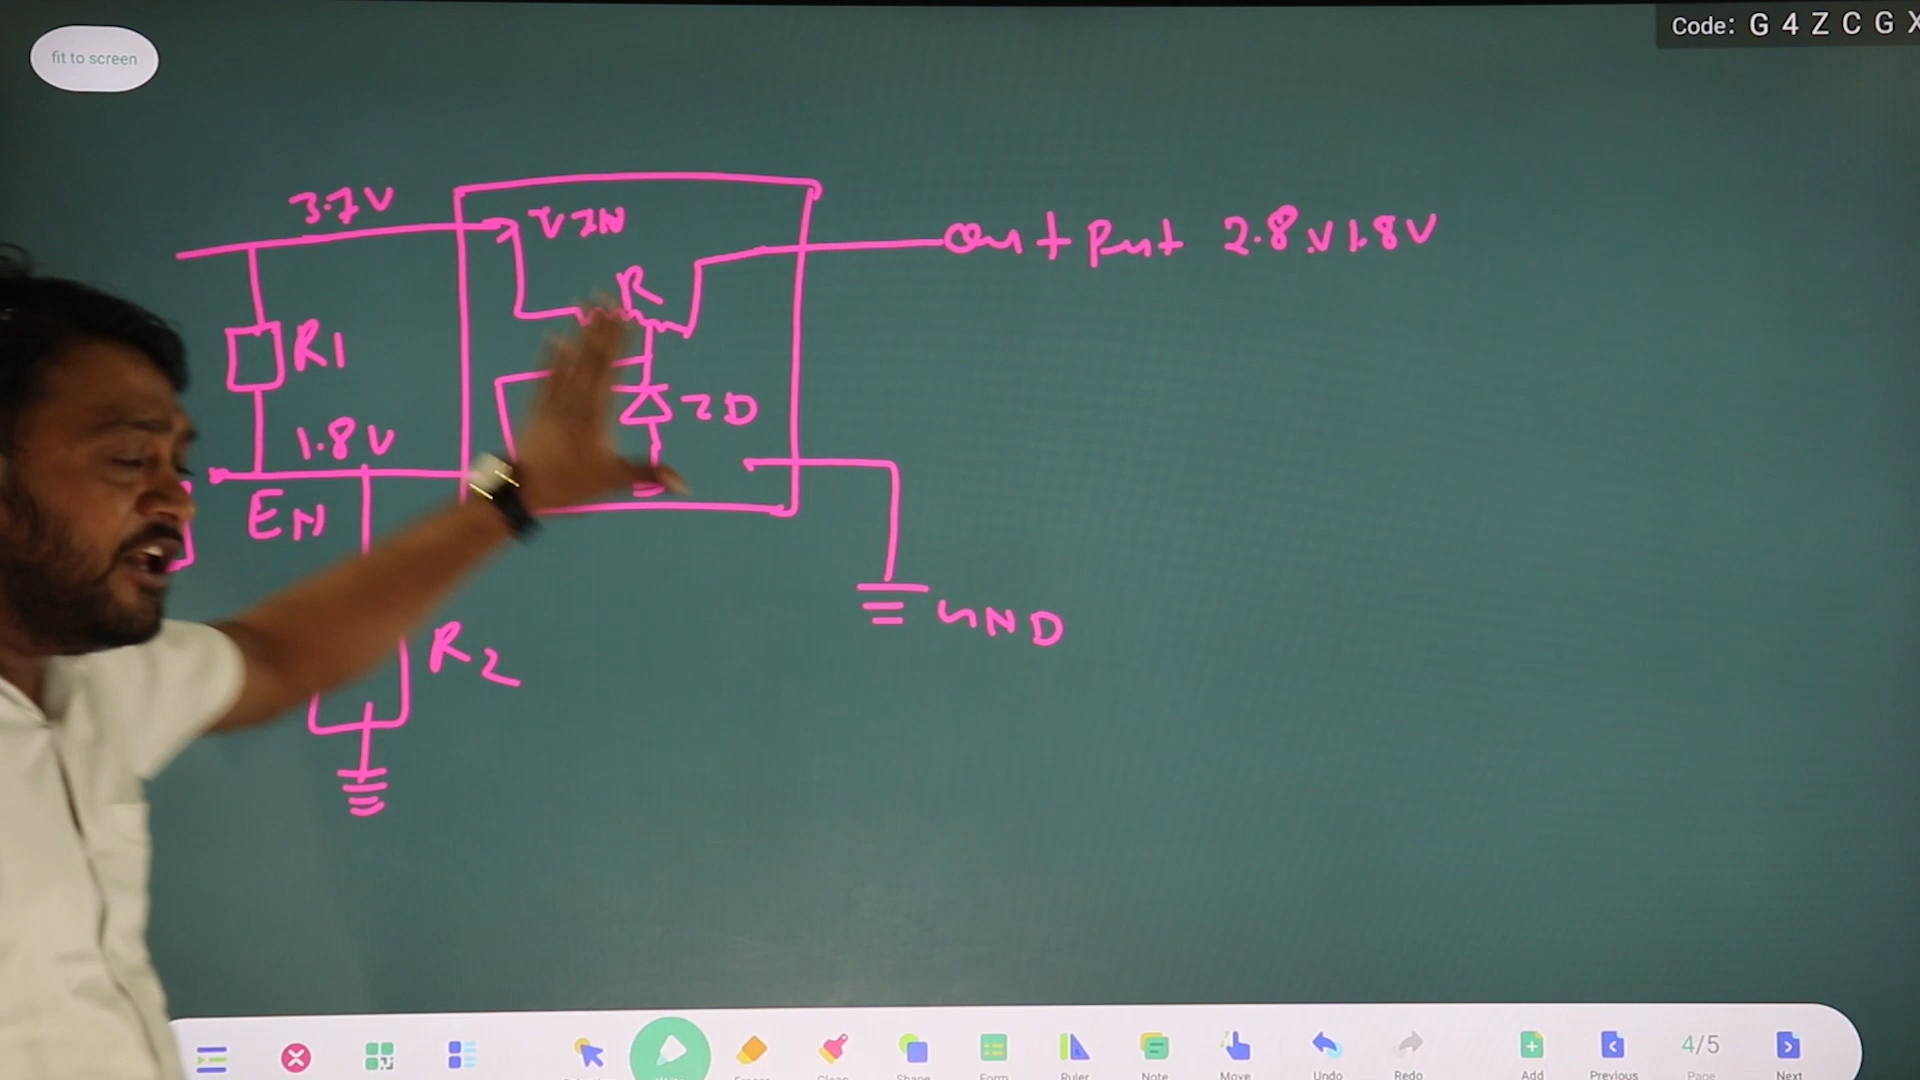 fit to screen
Code: G 4 Z C G X
3.7V
VIN
OutPut 2.8V 1.8V
R
R1
ZD
1.8V
EN
GND
R2
4/5
Shape Form Ruler Note Move Undo Redo Add Previous Page Next